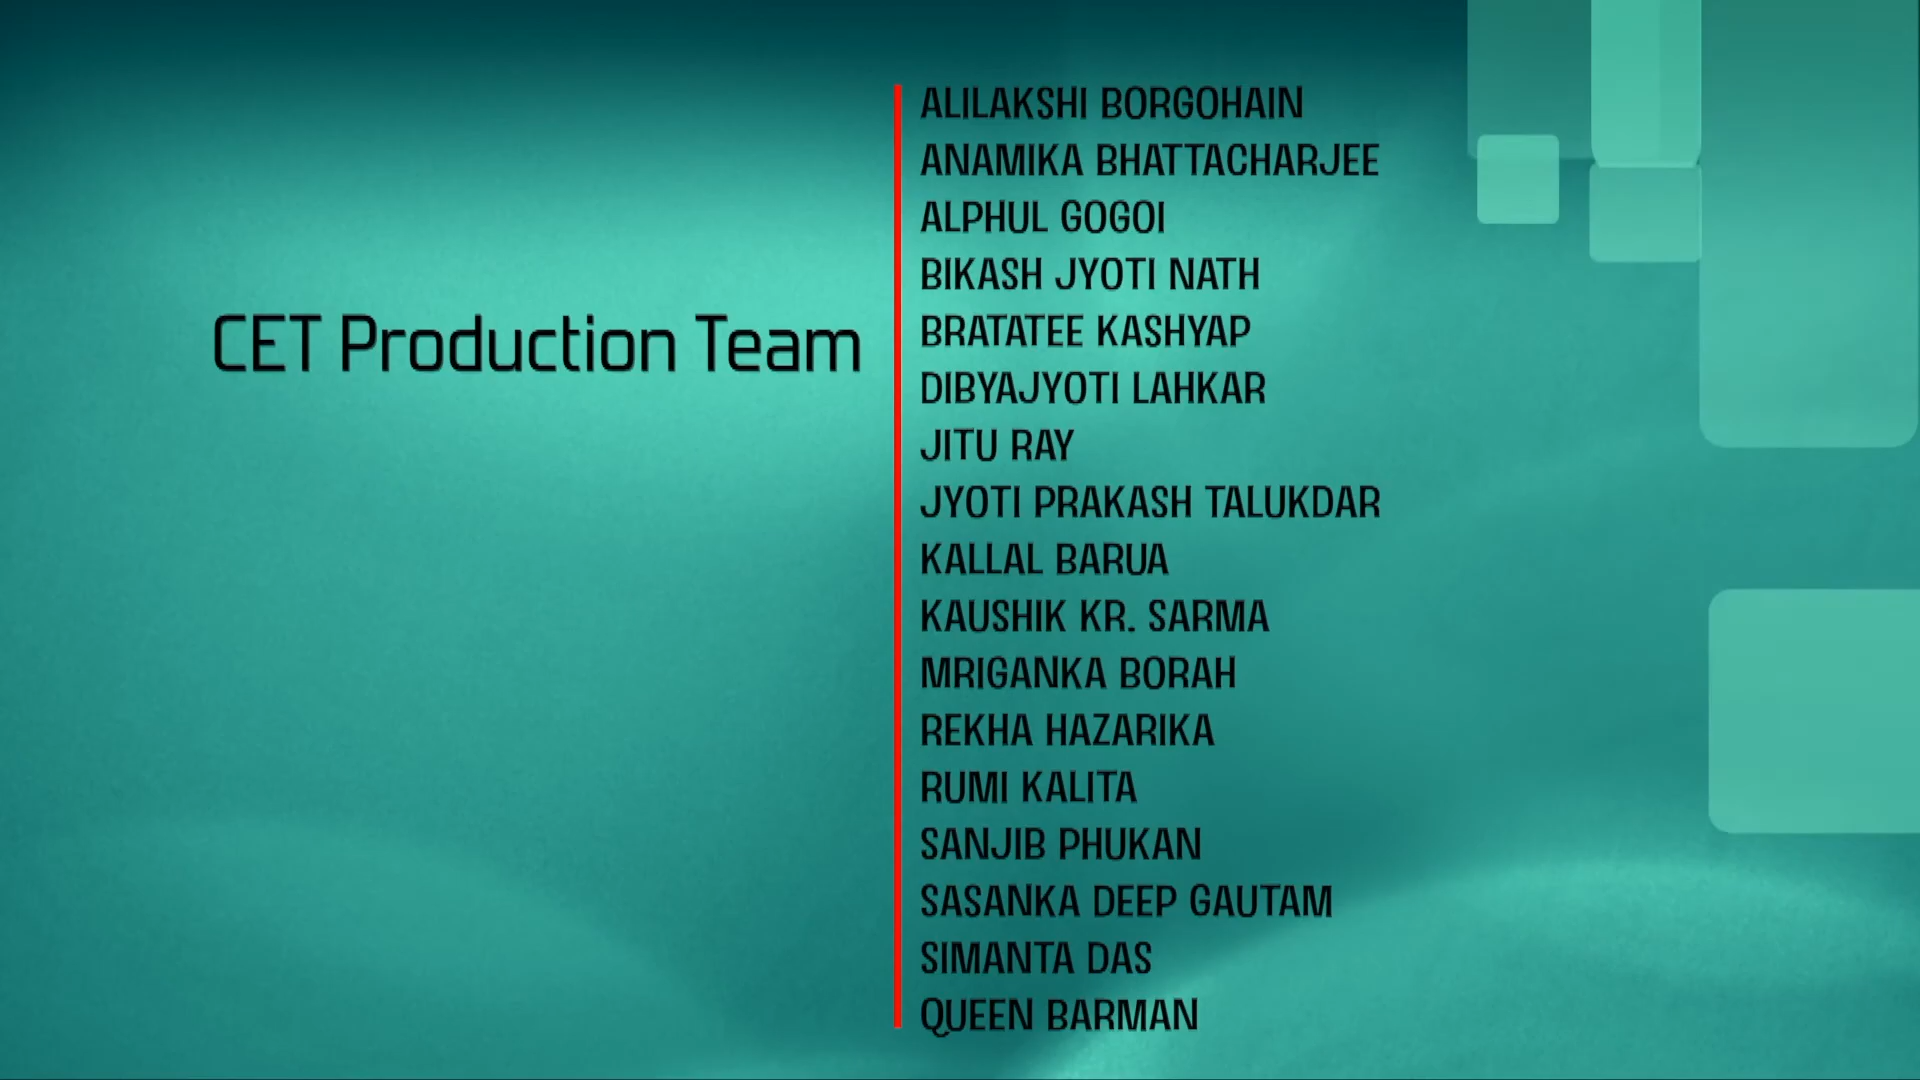 CET Production Team
ALILAKSHI BORGOHAIN
ANAMIKA BHATTACHARJEE
ALPHUL GOGOI
BIKASH JYOTI NATH
BRATATEE KASHYAP
DIBYAJYOTI LAHKAR
JITU RAY
JYOTI PRAKASH TALUKDAR
KALLAL BARUA
KAUSHIK KR. SARMA
MRIGANKA BORAH
REKHA HAZARIKA
RUMI KALITA
SANJIB PHUKAN
SASANKA DEEP GAUTAM
SIMANTA DAS
QUEEN BARMAN